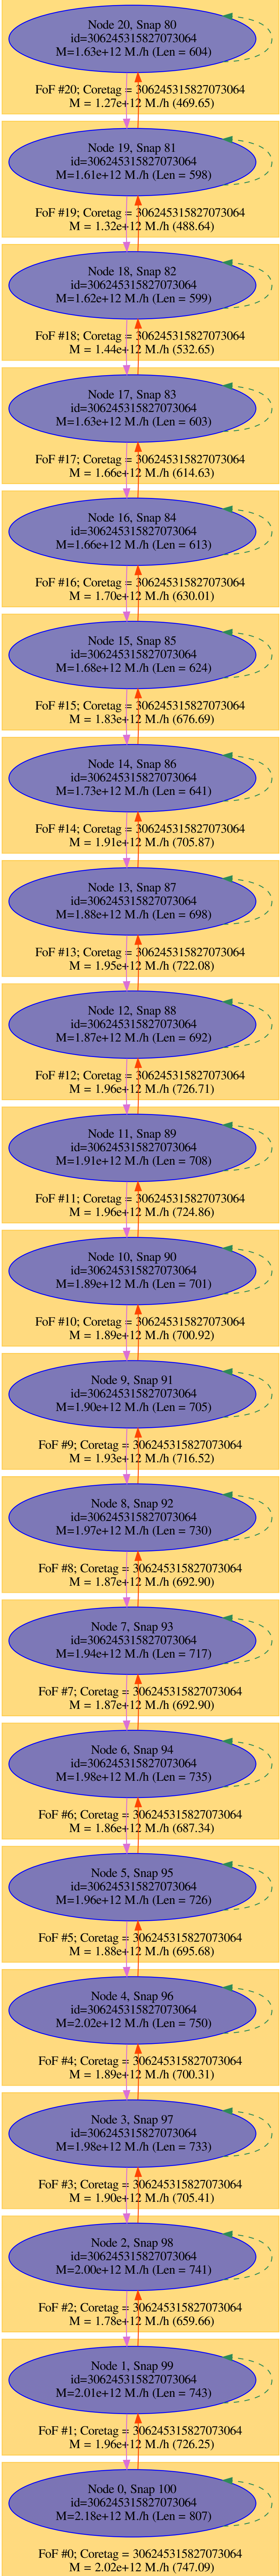 Node 20, Snap 80
id=306245315827073064
M=1.63e+12 M./h (Len = 604)
FoF #20; Coretag = 306245315827073064
M = 1.27e+12 M./h (469.65)
Node 19, Snap 81
id=306245315827073064
M=1.61e+12 M./h (Len = 598)
FoF #19; Coretag = 306245315827073064
M = 1.32e+12 M./h (488.64)
Node 18, Snap 82
id=306245315827073064
M=1.62e+12 M./h (Len = 599)
FoF #18; Coretag = 306245315827073064
M = 1.44e+12 M./h (532.65)
Node 17, Snap 83
id=306245315827073064
M=1.63e+12 M./h (Len = 603)
FoF #17; Coretag = 306245315827073064
M = 1.66e+12 M./h (614.63)
Node 16, Snap 84
id=306245315827073064
M=1.66e+12 M./h (Len = 613)
FoF #16; Coretag = 306245315827073064
M = 1.70e+12 M./h (630.01)
Node 15, Snap 85
id=306245315827073064
M=1.68e+12 M./h (Len = 624)
FoF #15; Coretag = 306245315827073064
M = 1.83e+12 M./h (676.69)
Node 14, Snap 86
id=306245315827073064
M=1.73e+12 M./h (Len = 641)
FoF #14; Coretag = 306245315827073064
M = 1.91e+12 M./h (705.87)
Node 13, Snap 87
id=306245315827073064
M=1.88e+12 M./h (Len = 698)
FoF #13; Coretag = 306245315827073064
M = 1.95e+12 M./h (722.08)
Node 12, Snap 88
id=306245315827073064
M=1.87e+12 M./h (Len = 692)
FoF #12; Coretag = 306245315827073064
M = 1.96e+12 M./h (726.71)
Node 11, Snap 89
id=306245315827073064
M=1.91e+12 M./h (Len = 708)
FoF #11; Coretag = 306245315827073064
M = 1.96e+12 M./h (724.86)
Node 10, Snap 90
id=306245315827073064
M=1.89e+12 M./h (Len = 701)
FoF #10; Coretag = 306245315827073064
M = 1.89e+12 M./h (700.92)
Node 9, Snap 91
id=306245315827073064
M=1.90e+12 M./h (Len = 705)
FoF #9; Coretag = 306245315827073064
M = 1.93e+12 M./h (716.52)
Node 8, Snap 92
id=306245315827073064
M=1.97e+12 M./h (Len = 730)
FoF #8; Coretag = 306245315827073064
M = 1.87e+12 M./h (692.90)
Node 7, Snap 93
id=306245315827073064
M=1.94e+12 M./h (Len = 717)
FoF #7; Coretag = 306245315827073064
M = 1.87e+12 M./h (692.90)
Node 6, Snap 94
id=306245315827073064
M=1.98e+12 M./h (Len = 735)
FoF #6; Coretag = 306245315827073064
M = 1.86e+12 M./h (687.34)
Node 5, Snap 95
id=306245315827073064
M=1.96e+12 M./h (Len = 726)
FoF #5; Coretag = 306245315827073064
M = 1.88e+12 M./h (695.68)
Node 4, Snap 96
id=306245315827073064
M=2.02e+12 M./h (Len = 750)
FoF #4; Coretag = 306245315827073064
M = 1.89e+12 M./h (700.31)
Node 3, Snap 97
id=306245315827073064
M=1.98e+12 M./h (Len = 733)
FoF #3; Coretag = 306245315827073064
M = 1.90e+12 M./h (705.41)
Node 2, Snap 98
id=306245315827073064
M=2.00e+12 M./h (Len = 741)
FoF #2; Coretag = 306245315827073064
M = 1.78e+12 M./h (659.66)
Node 1, Snap 99
id=306245315827073064
M=2.01e+12 M./h (Len = 743)
FoF #1; Coretag = 306245315827073064
M = 1.96e+12 M./h (726.25)
Node 0, Snap 100
id=306245315827073064
M=2.18e+12 M./h (Len = 807)
FoF #0; Coretag = 306245315827073064
M = 2.02e+12 M./h (747.09)